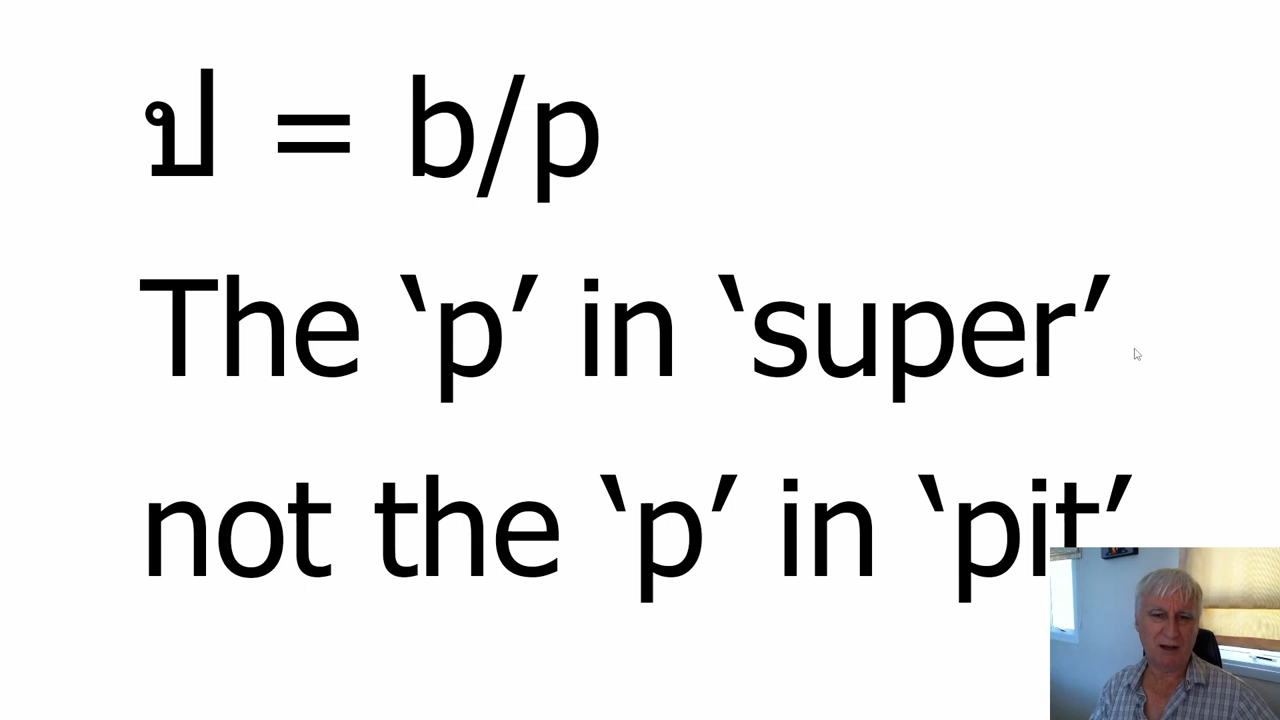 ป = b/p
The ‘p’ in ‘super’
not the ‘p’ in ‘pit’